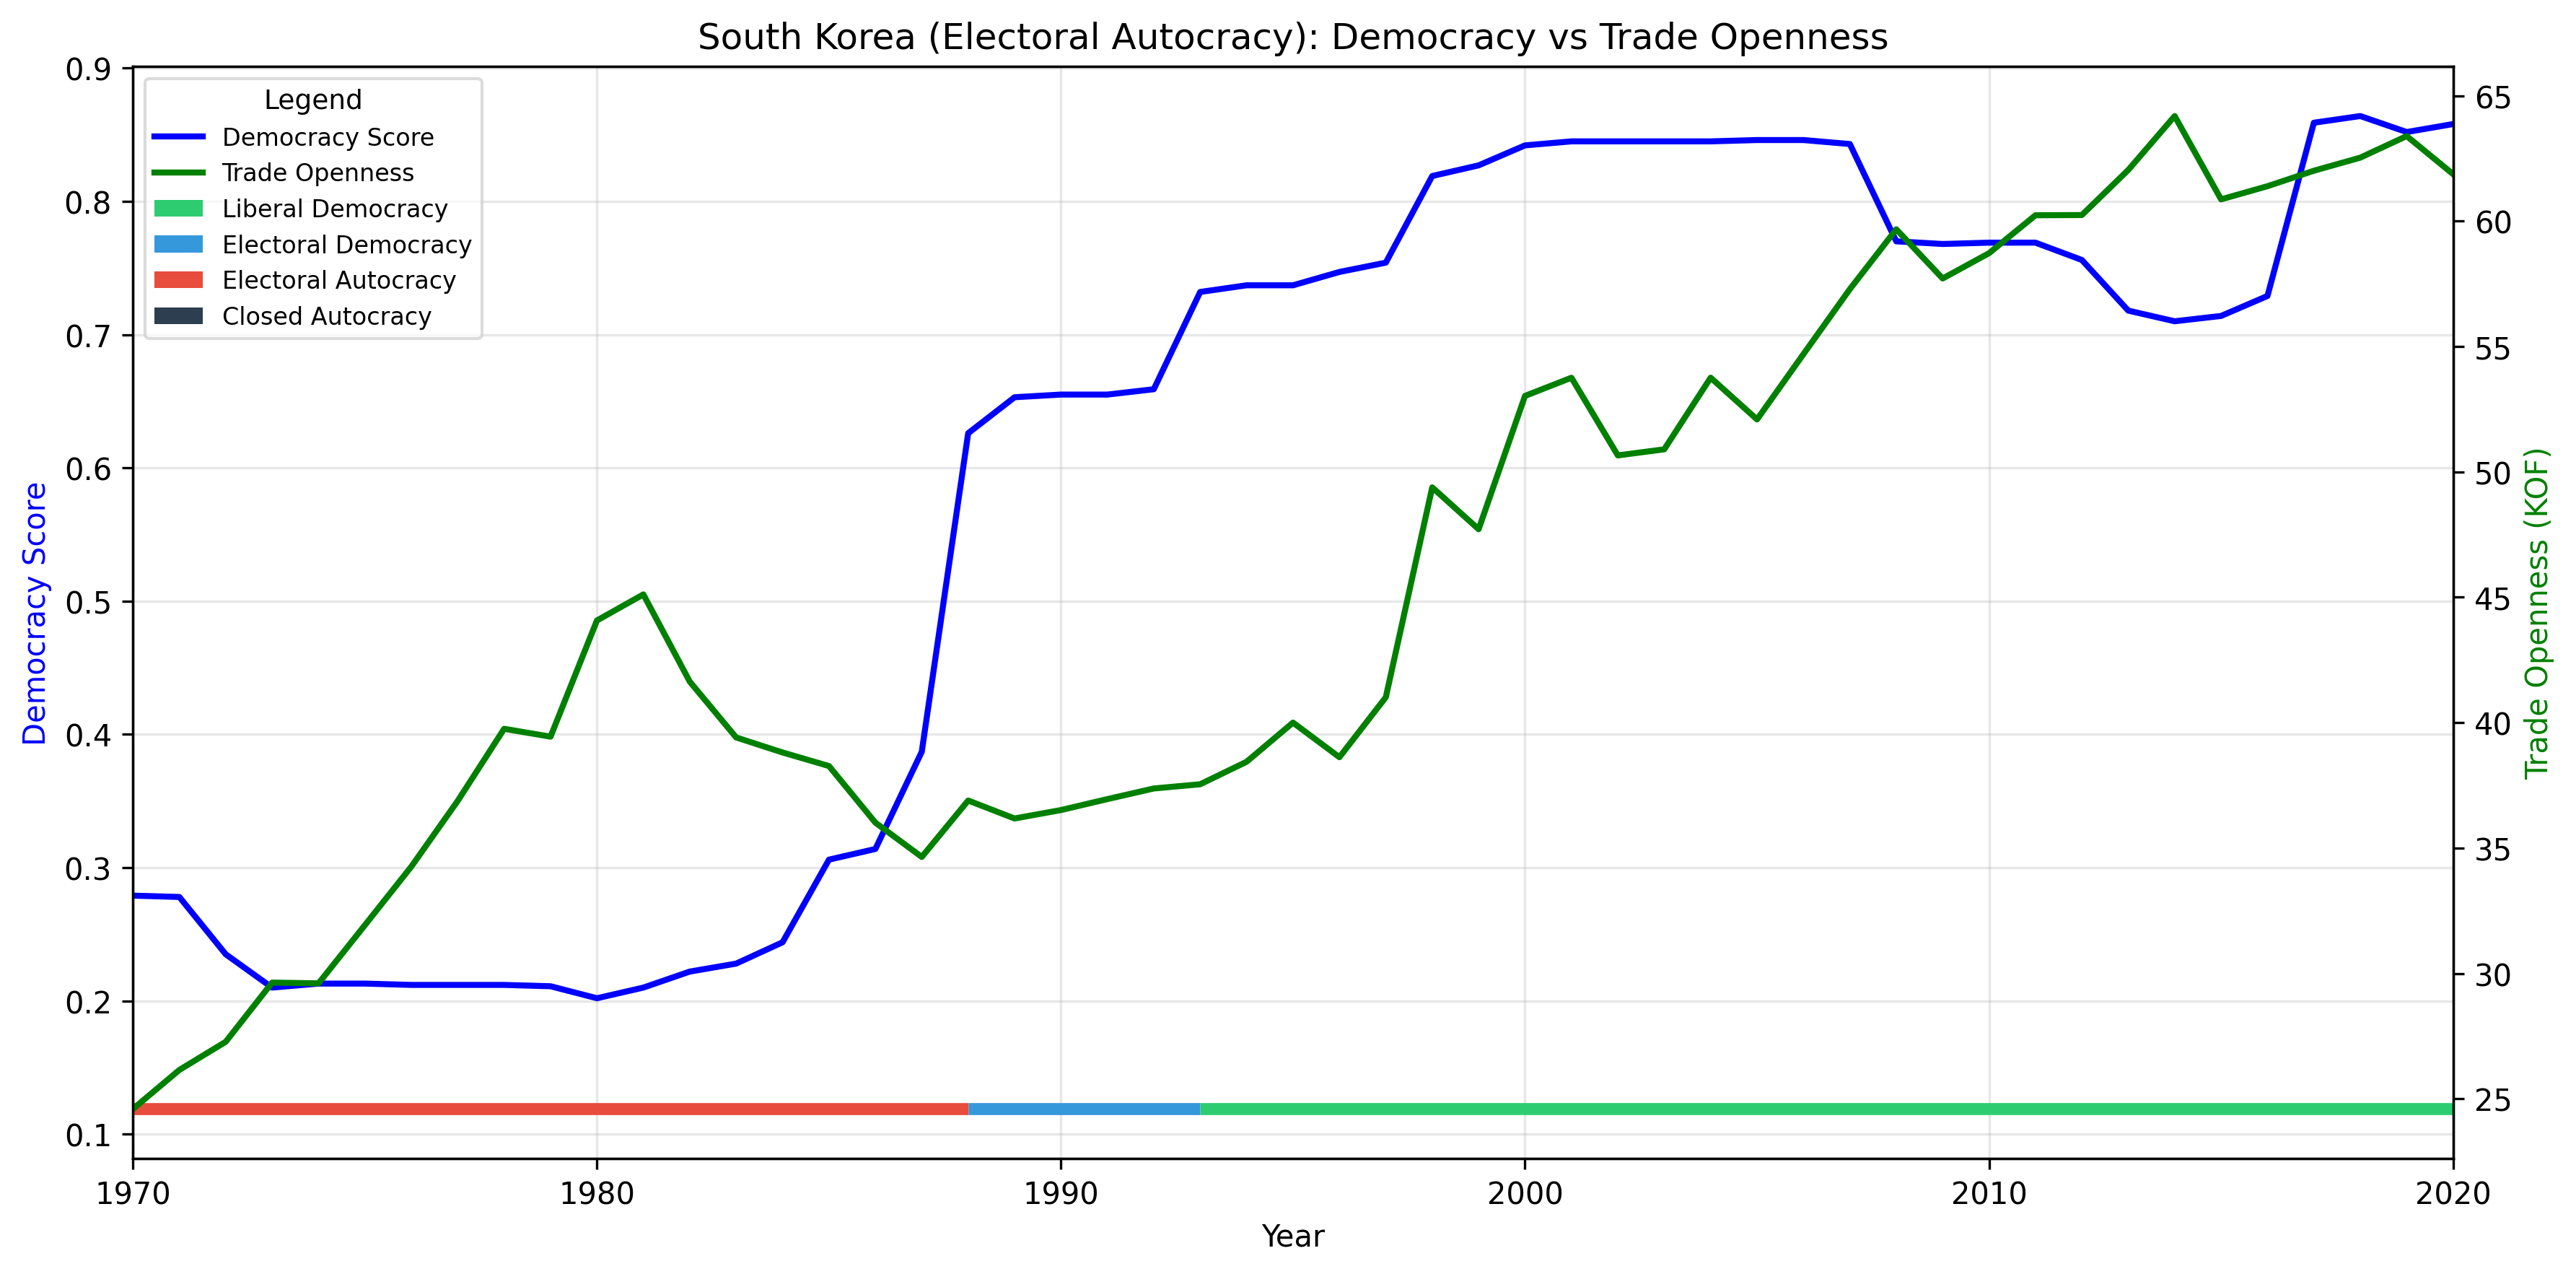 South Korea (Electoral Autocracy): Democracy vs Trade Openness
Legend
Democracy Score
Trade Openness
Liberal Democracy
Electoral Democracy
Electoral Autocracy
Closed Autocracy
Democracy Score
0.9
0.8
0.7
0.6
0.5
0.4
0.3
0.2
0.1
65
60
55
50
45
40
35
30
25
Trade Openness (KOF)
1970
1980
1990
2000
2010
2020
Year